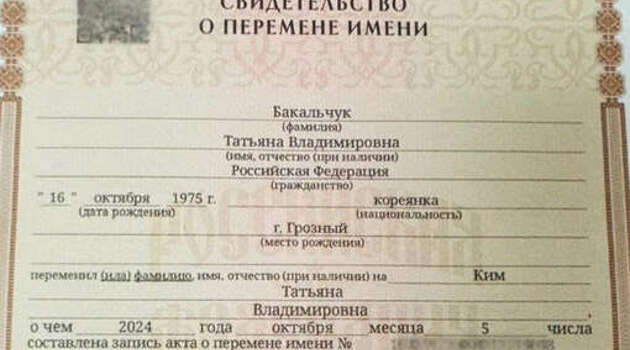 СВИДЕТЕЛЬСТВО
О ПЕРЕМЕНЕ ИМЕНИ
Бакальчук
(фамилия)
Татьяна Владимировна
(имя, отчество (при наличии)
Российская Федерация
(гражданство)
" 16 " октября 1975 г. кореянка
(дата рождения) (национальность)
г. Грозный
(место рождения)
переменил (ила) фамилию, имя, отчество (при наличии) на Ким
Татьяна
Владимировна
о чем 2024 года октября месяца 5 числа
составлена запись акта о перемене имени №